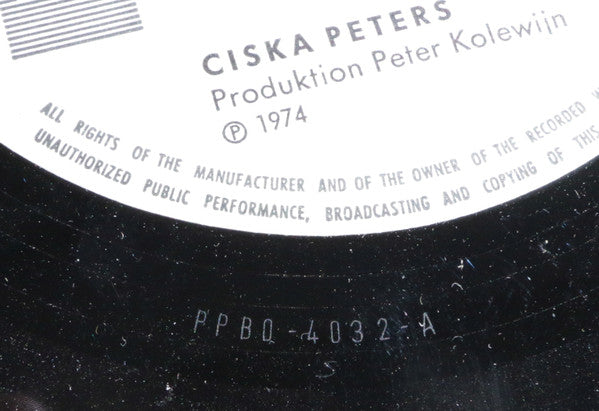 CISKA PETERS
Produktion Peter Kolewijn
Ⓟ 1974
ALL RIGHTS OF THE MANUFACTURER AND OF THE OWNER OF THE RECORDED
UNAUTHORIZED PUBLIC PERFORMANCE, BROADCASTING AND COPYING OF THIS
PPBO-4032-A
S